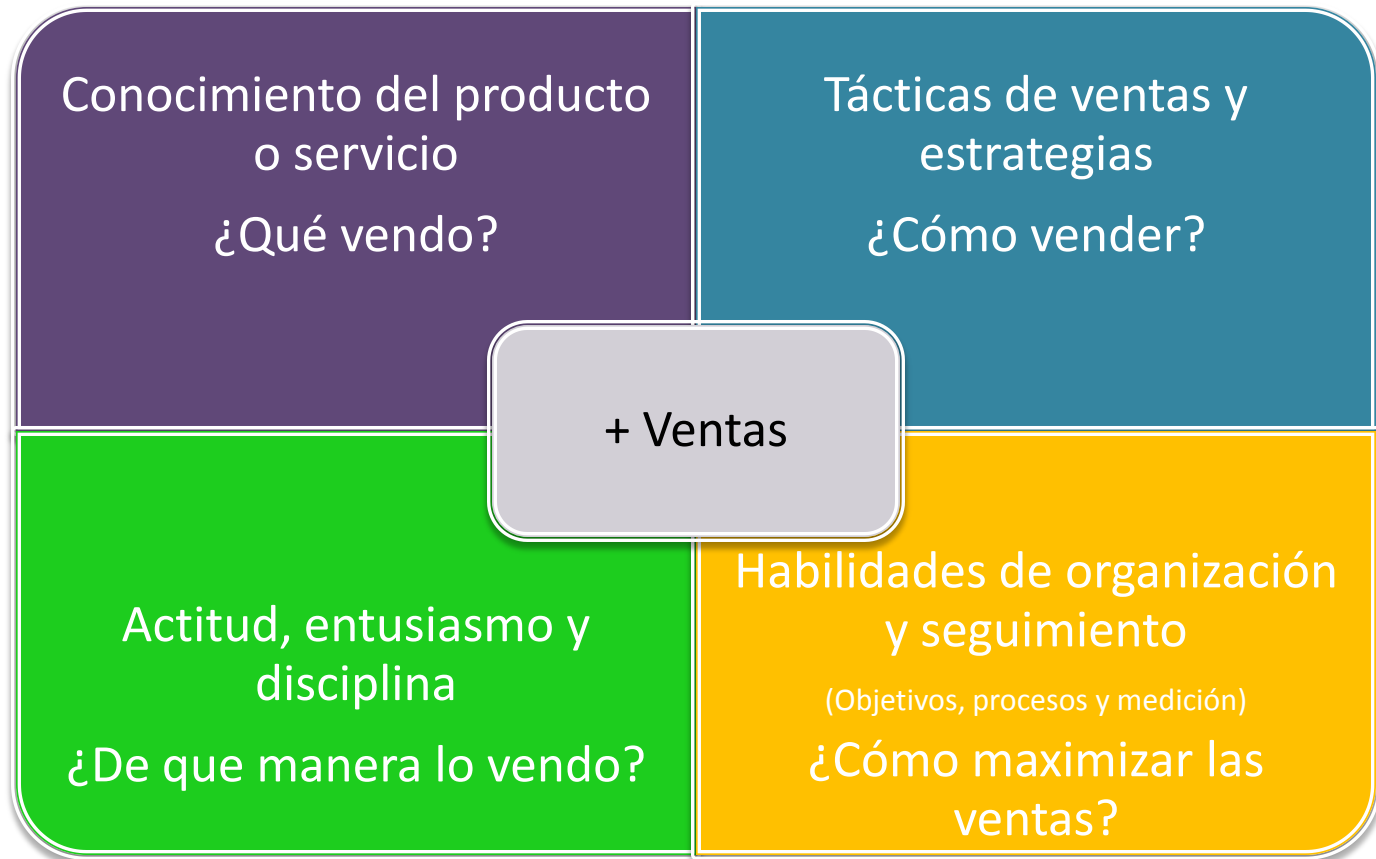 Conocimiento del producto
o servicio
¿Qué vendo?
Tácticas de ventas y
estrategias
¿Cómo vender?
+ Ventas
Actitud, entusiasmo y
disciplina
¿De que manera lo vendo?
Habilidades de organización
y seguimiento
(Objetivos, procesos y medición)
¿Cómo maximizar las
ventas?